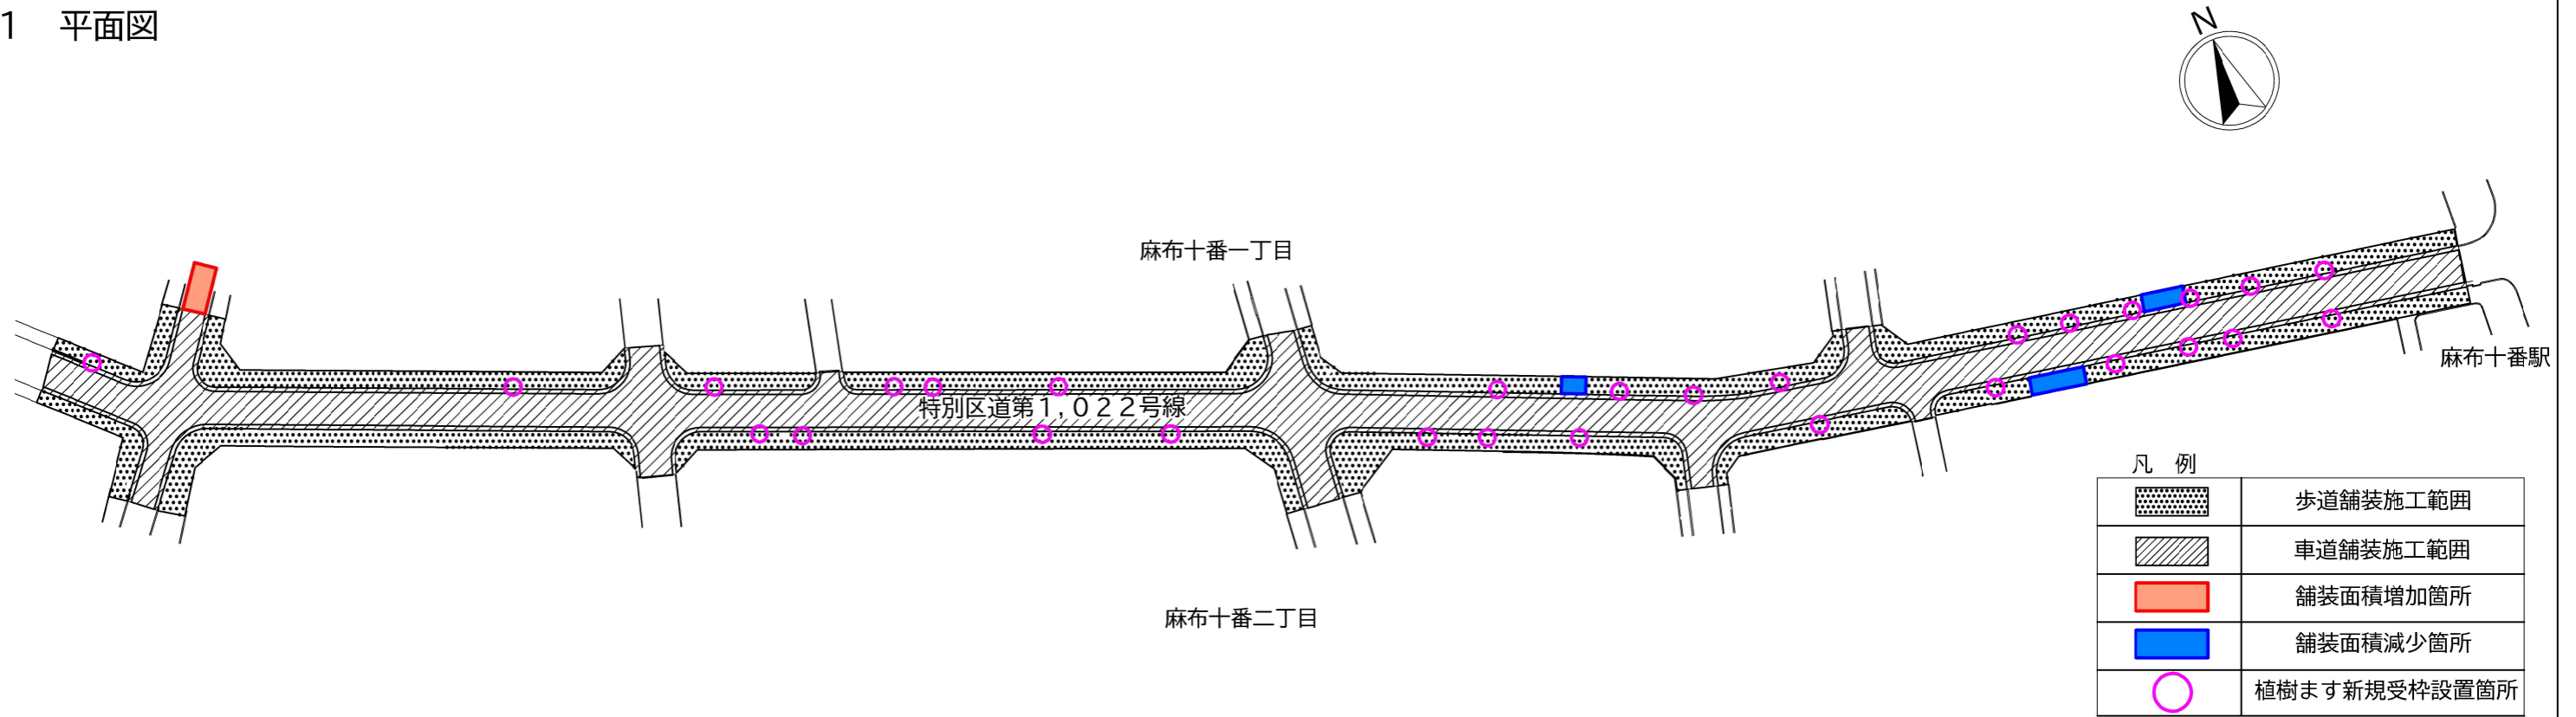 1　平面図
N
麻布十番一丁目
麻布十番駅
特別区道第１,０２２号線
麻布十番二丁目
凡　例
歩道舗装施工範囲
車道舗装施工範囲
舗装面積増加箇所
舗装面積減少箇所
植樹ます新規受枠設置箇所